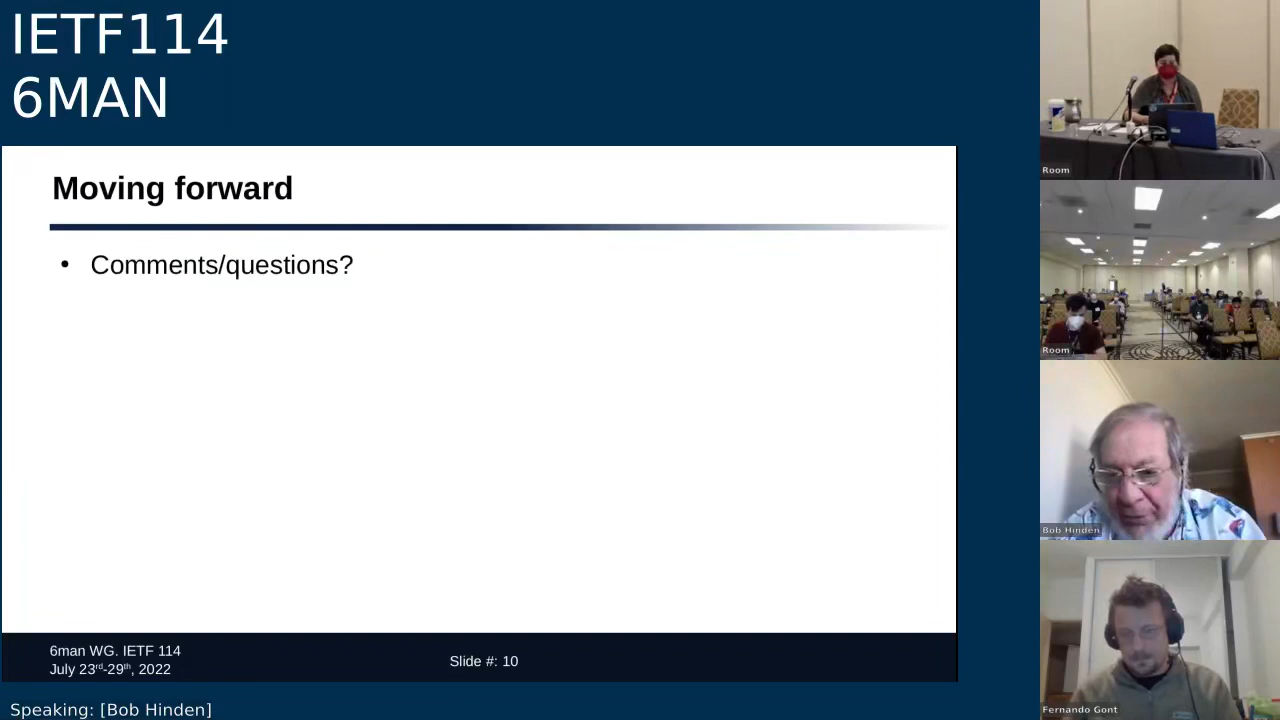 IETF114
6MAN
Moving forward
• Comments/questions?
6man WG. IETF 114
July 23rd-29th, 2022
Slide #: 10
Speaking: [Bob Hinden]
Room
Room
Bob Hinden
Fernando Gont